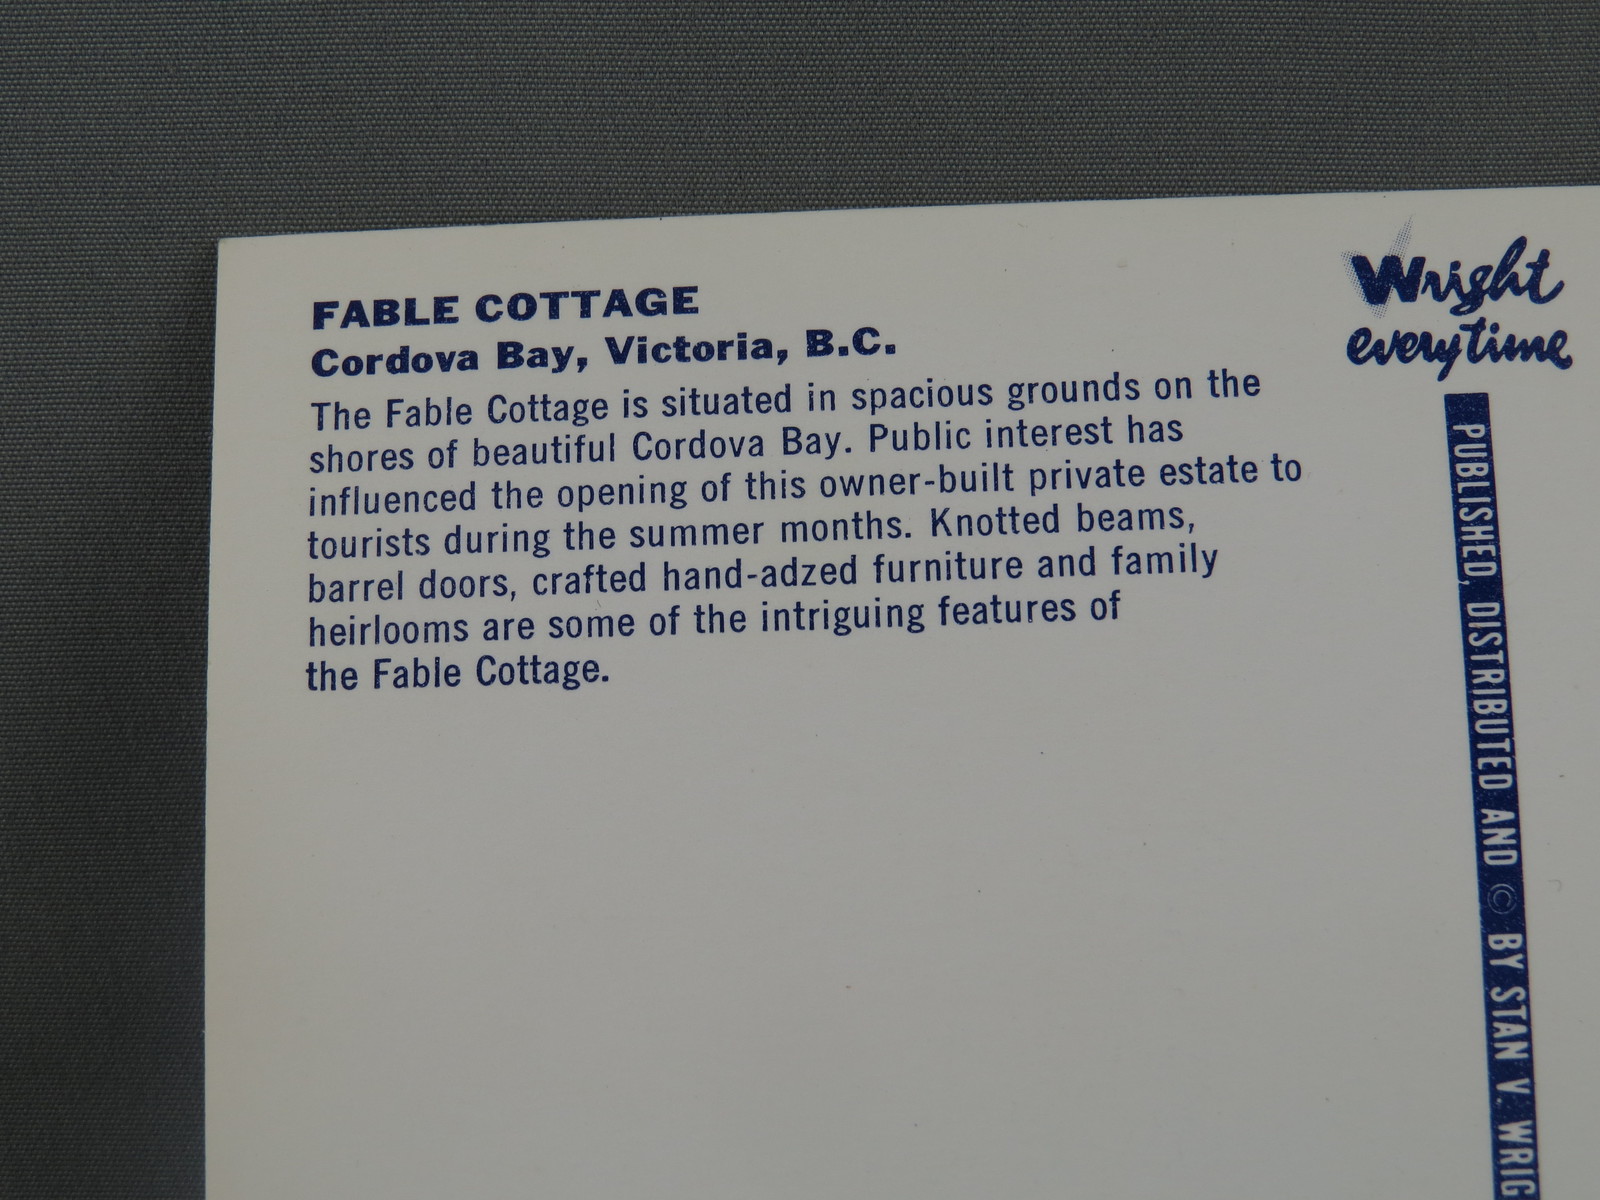 FABLE COTTAGE
Cordova Bay, Victoria, B.C.
The Fable Cottage is situated in spacious grounds on the
shores of beautiful Cordova Bay. Public interest has
influenced the opening of this owner-built private estate to
tourists during the summer months. Knotted beams,
barrel doors, crafted hand-adzed furniture and family
heirlooms are some of the intriguing features of
the Fable Cottage.
Wright
everytime
PUBLISHED, DISTRIBUTED AND © BY STAN V. WRIG